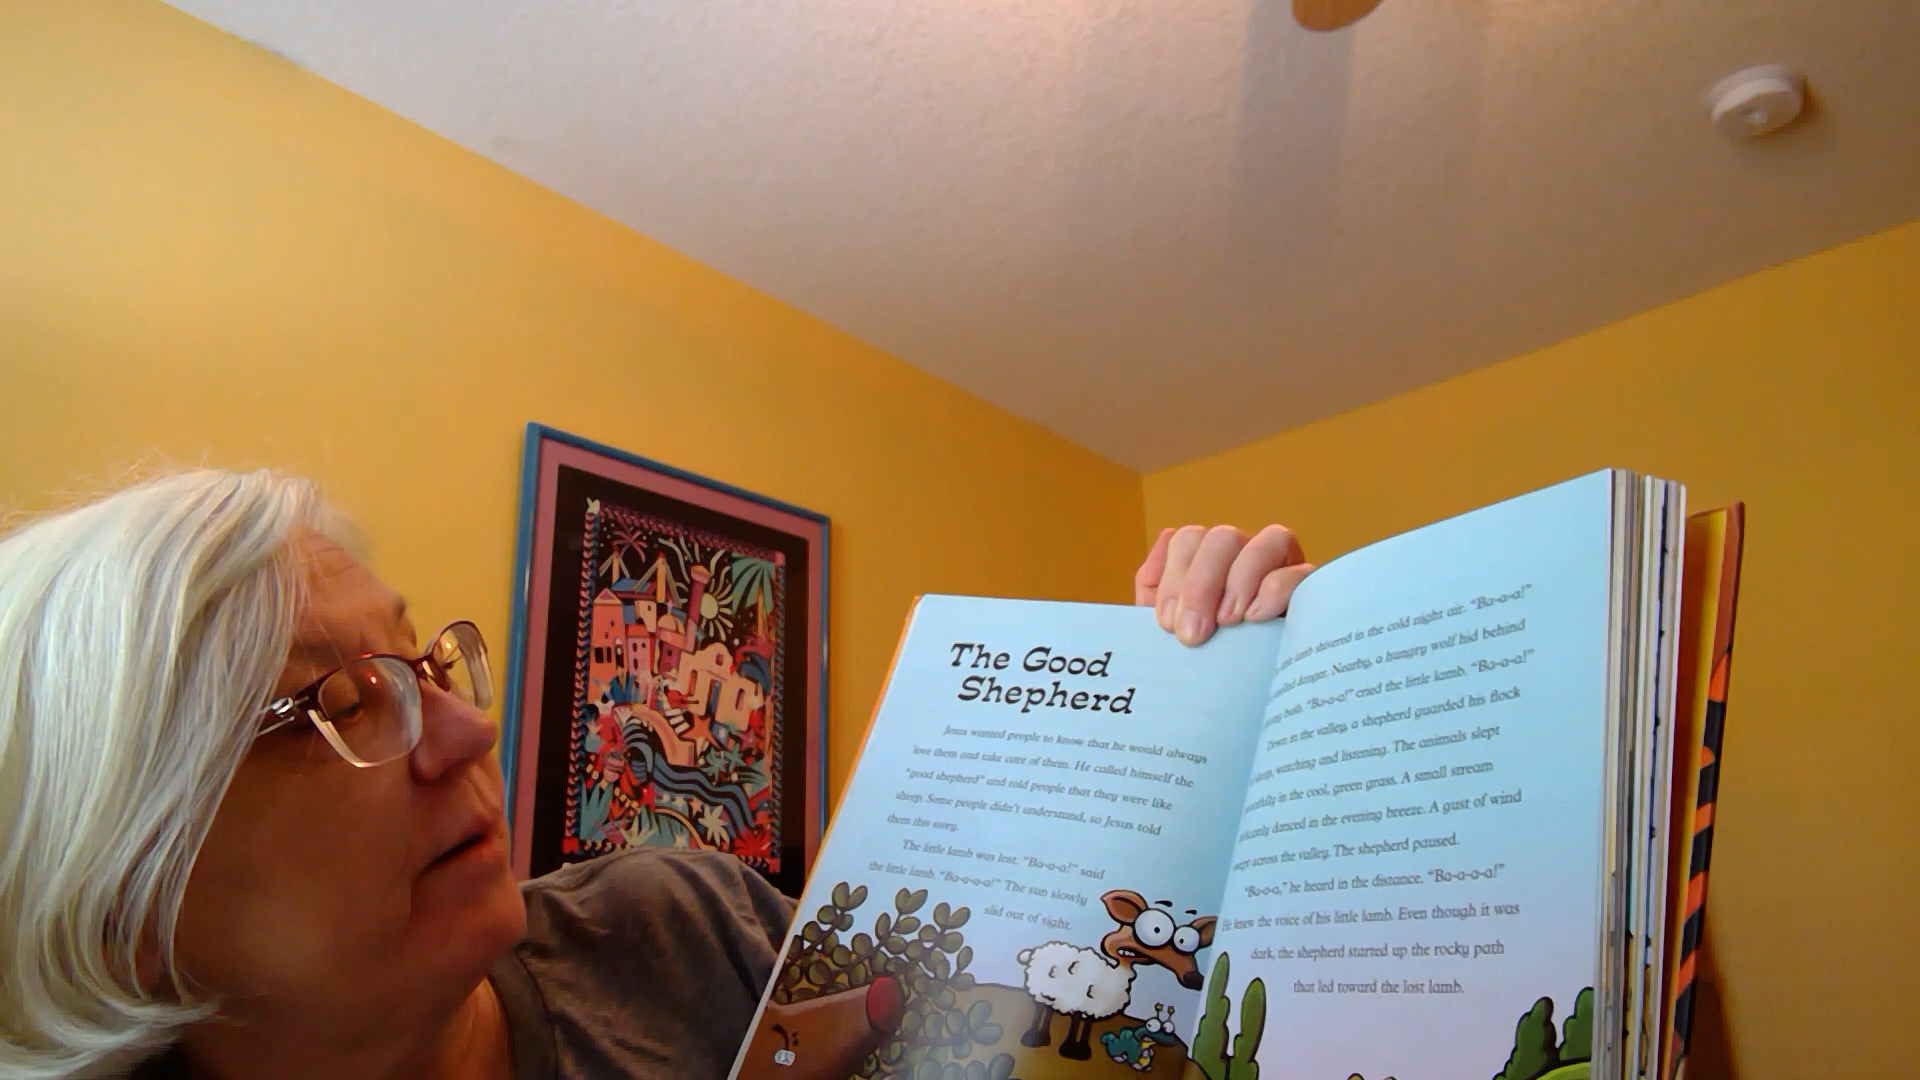 The Good
Shepherd
Jesus wanted people to know that he would always
love them and take care of them. He called himself the
"good shepherd" and told people that they were like
sheep. Some people didn't understand, so Jesus told
them this story.
The little lamb was lost. "Ba-a-a!" said
the little lamb. "Ba-a-a-a!" The sun slowly
slid out of sight.
lamb shivered in the cold night air. "Ba-a-a!"
danger. Nearby, a hungry wolf hid behind
bush. "Ba-a-a!" cried the little lamb. "Ba-a-a!"
Down in the valley, a shepherd guarded his flock
watching and listening. The animals slept
in the cool, green grass. A small stream
danced in the evening breeze. A gust of wind
across the valley. The shepherd paused.
"Ba-a-a," he heard in the distance. "Ba-a-a-a!"
He knew the voice of his little lamb. Even though it was
dark, the shepherd started up the rocky path
that led toward the lost lamb.